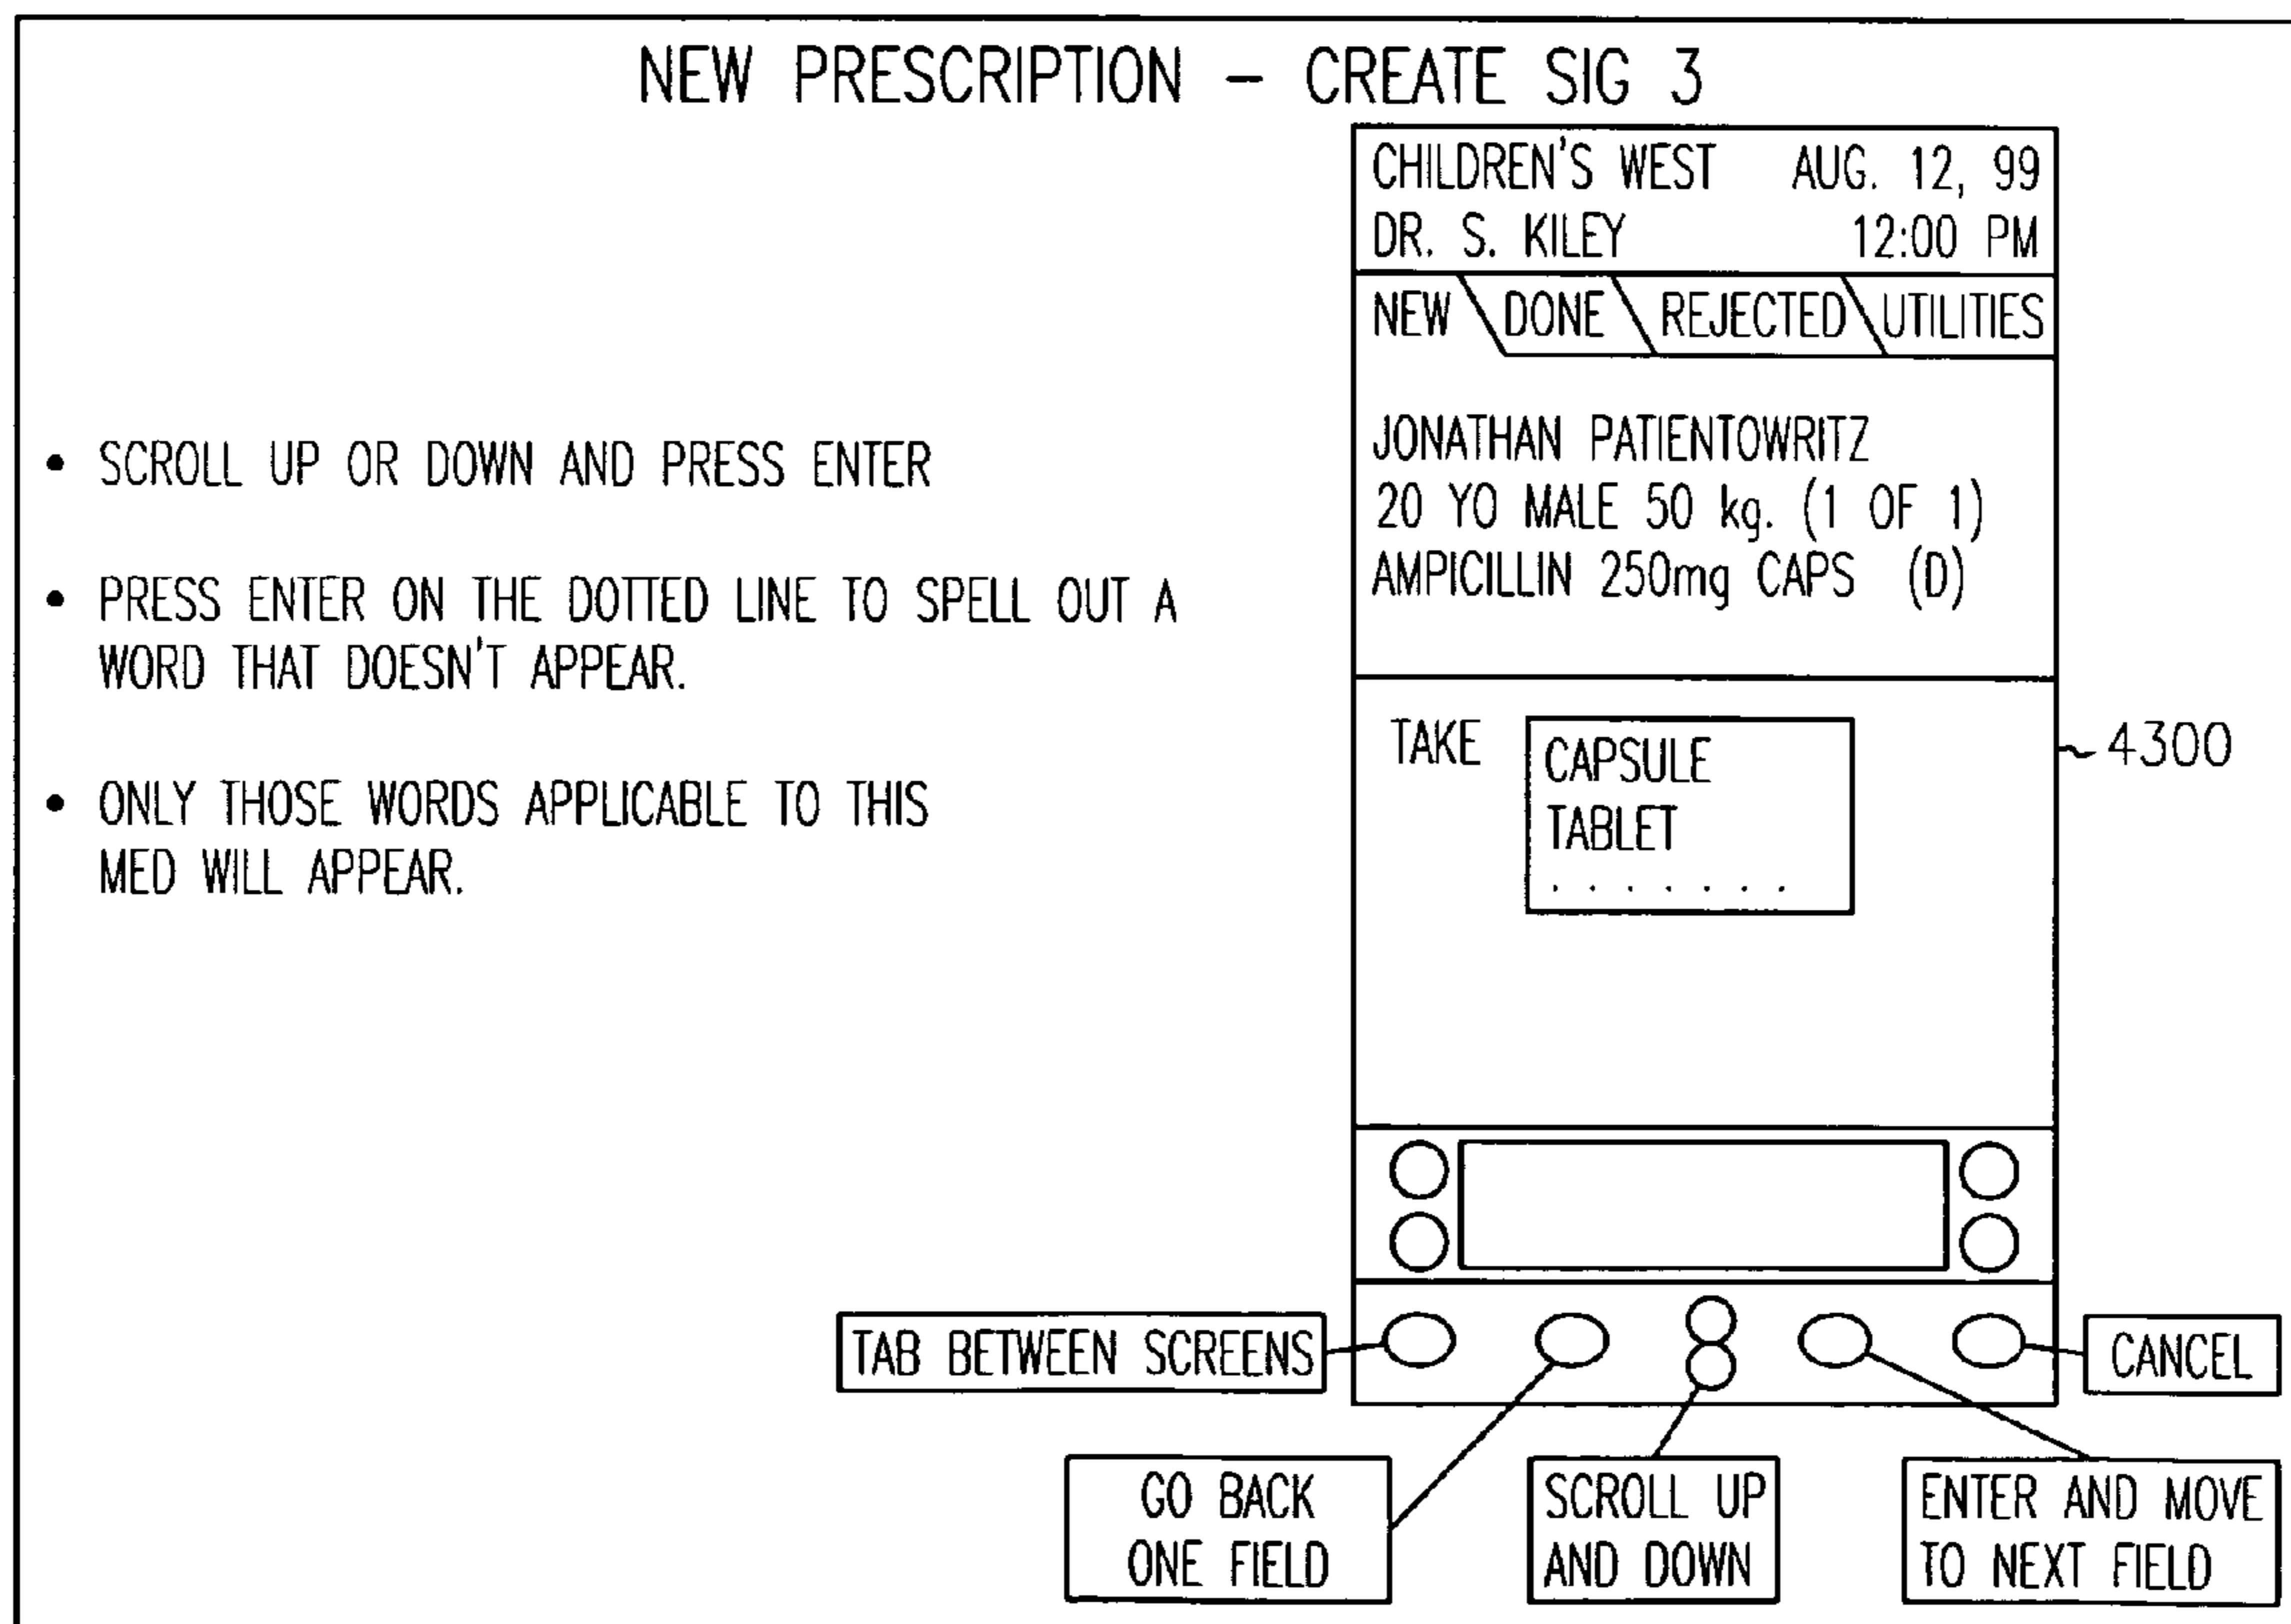 NEW PRESCRIPTION – CREATE SIG 3
• SCROLL UP OR DOWN AND PRESS ENTER
• PRESS ENTER ON THE DOTTED LINE TO SPELL OUT A
WORD THAT DOESN'T APPEAR.
• ONLY THOSE WORDS APPLICABLE TO THIS
MED WILL APPEAR.
CHILDREN'S WEST AUG. 12, 99
DR. S. KILEY 12:00 PM
NEW DONE REJECTED UTILITIES
JONATHAN PATIENTOWRITZ
20 YO MALE 50 kg. (1 OF 1)
AMPICILLIN 250mg CAPS (D)
TAKE CAPSULE
TABLET
. . . . . . .
4300
TAB BETWEEN SCREENS
CANCEL
GO BACK
ONE FIELD
SCROLL UP
AND DOWN
ENTER AND MOVE
TO NEXT FIELD